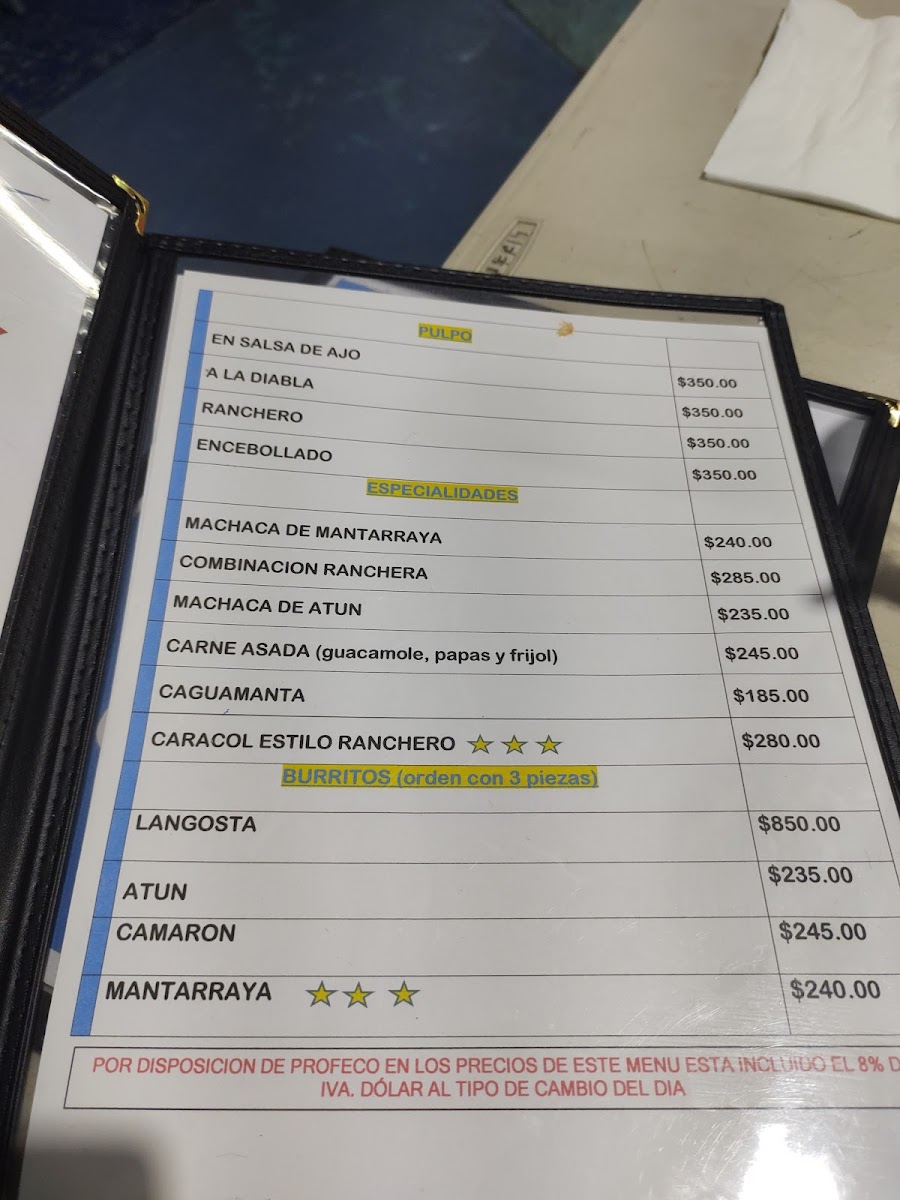 PULPO
EN SALSA DE AJO $350.00
A LA DIABLA $350.00
RANCHERO $350.00
ENCEBOLLADO $350.00
ESPECIALIDADES
MACHACA DE MANTARRAYA $240.00
COMBINACION RANCHERA $285.00
MACHACA DE ATUN $235.00
CARNE ASADA (guacamole, papas y frijol) $245.00
CAGUAMANTA $185.00
CARACOL ESTILO RANCHERO $280.00
BURRITOS (orden con 3 piezas)
LANGOSTA $850.00
ATUN $235.00
CAMARON $245.00
MANTARRAYA $240.00
POR DISPOSICION DE PROFECO EN LOS PRECIOS DE ESTE MENU ESTA INCLUIDO EL 8% D
IVA. DÓLAR AL TIPO DE CAMBIO DEL DIA